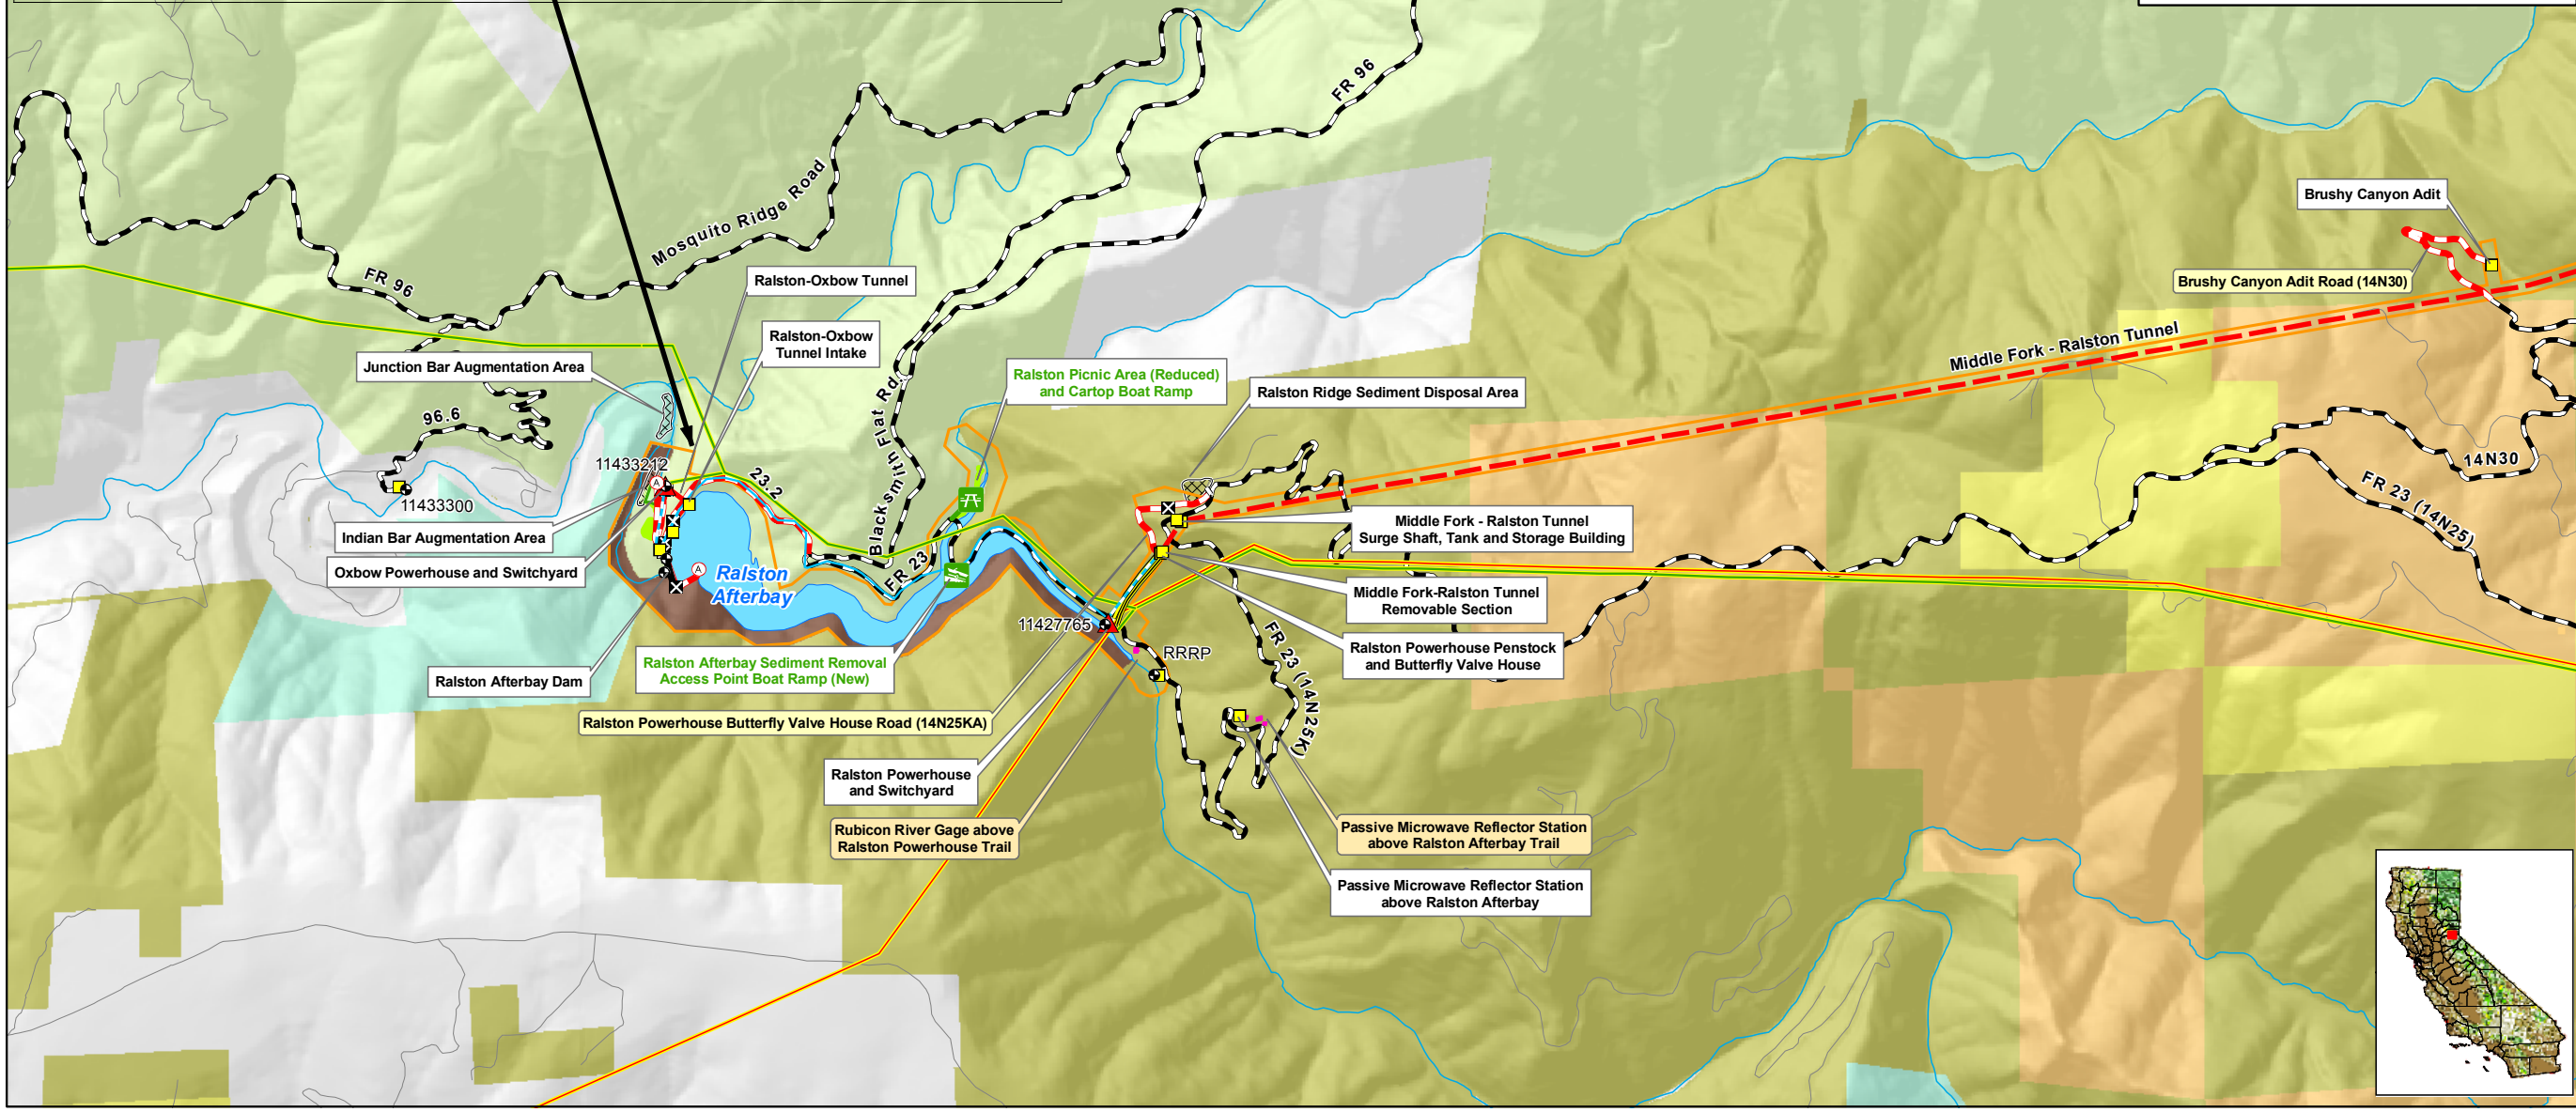 FR 96
Mosquito Ridge Road
Brushy Canyon Adit
FR 96
Ralston-Oxbow Tunnel
Brushy Canyon Adit Road (14N30)
Ralston-Oxbow
Tunnel Intake
Middle Fork - Ralston Tunnel
Junction Bar Augmentation Area
Ralston Picnic Area (Reduced)
and Cartop Boat Ramp
Ralston Ridge Sediment Disposal Area
96.6
Blacksmith Flat Rd.
14N30
11433212
A
23.2
FR 23 (14N25)
11433300
Indian Bar Augmentation Area
Middle Fork - Ralston Tunnel
Surge Shaft, Tank and Storage Building
Oxbow Powerhouse and Switchyard
A
Ralston
Afterbay
FR 23
Middle Fork-Ralston Tunnel
Removable Section
11427765
RRRP
FR 23 (14N25K)
Ralston Powerhouse Penstock
and Butterfly Valve House
Ralston Afterbay Dam
Ralston Afterbay Sediment Removal
Access Point Boat Ramp (New)
Ralston Powerhouse Butterfly Valve House Road (14N25KA)
Ralston Powerhouse
and Switchyard
Rubicon River Gage above
Ralston Powerhouse Trail
Passive Microwave Reflector Station
above Ralston Afterbay Trail
Passive Microwave Reflector Station
above Ralston Afterbay